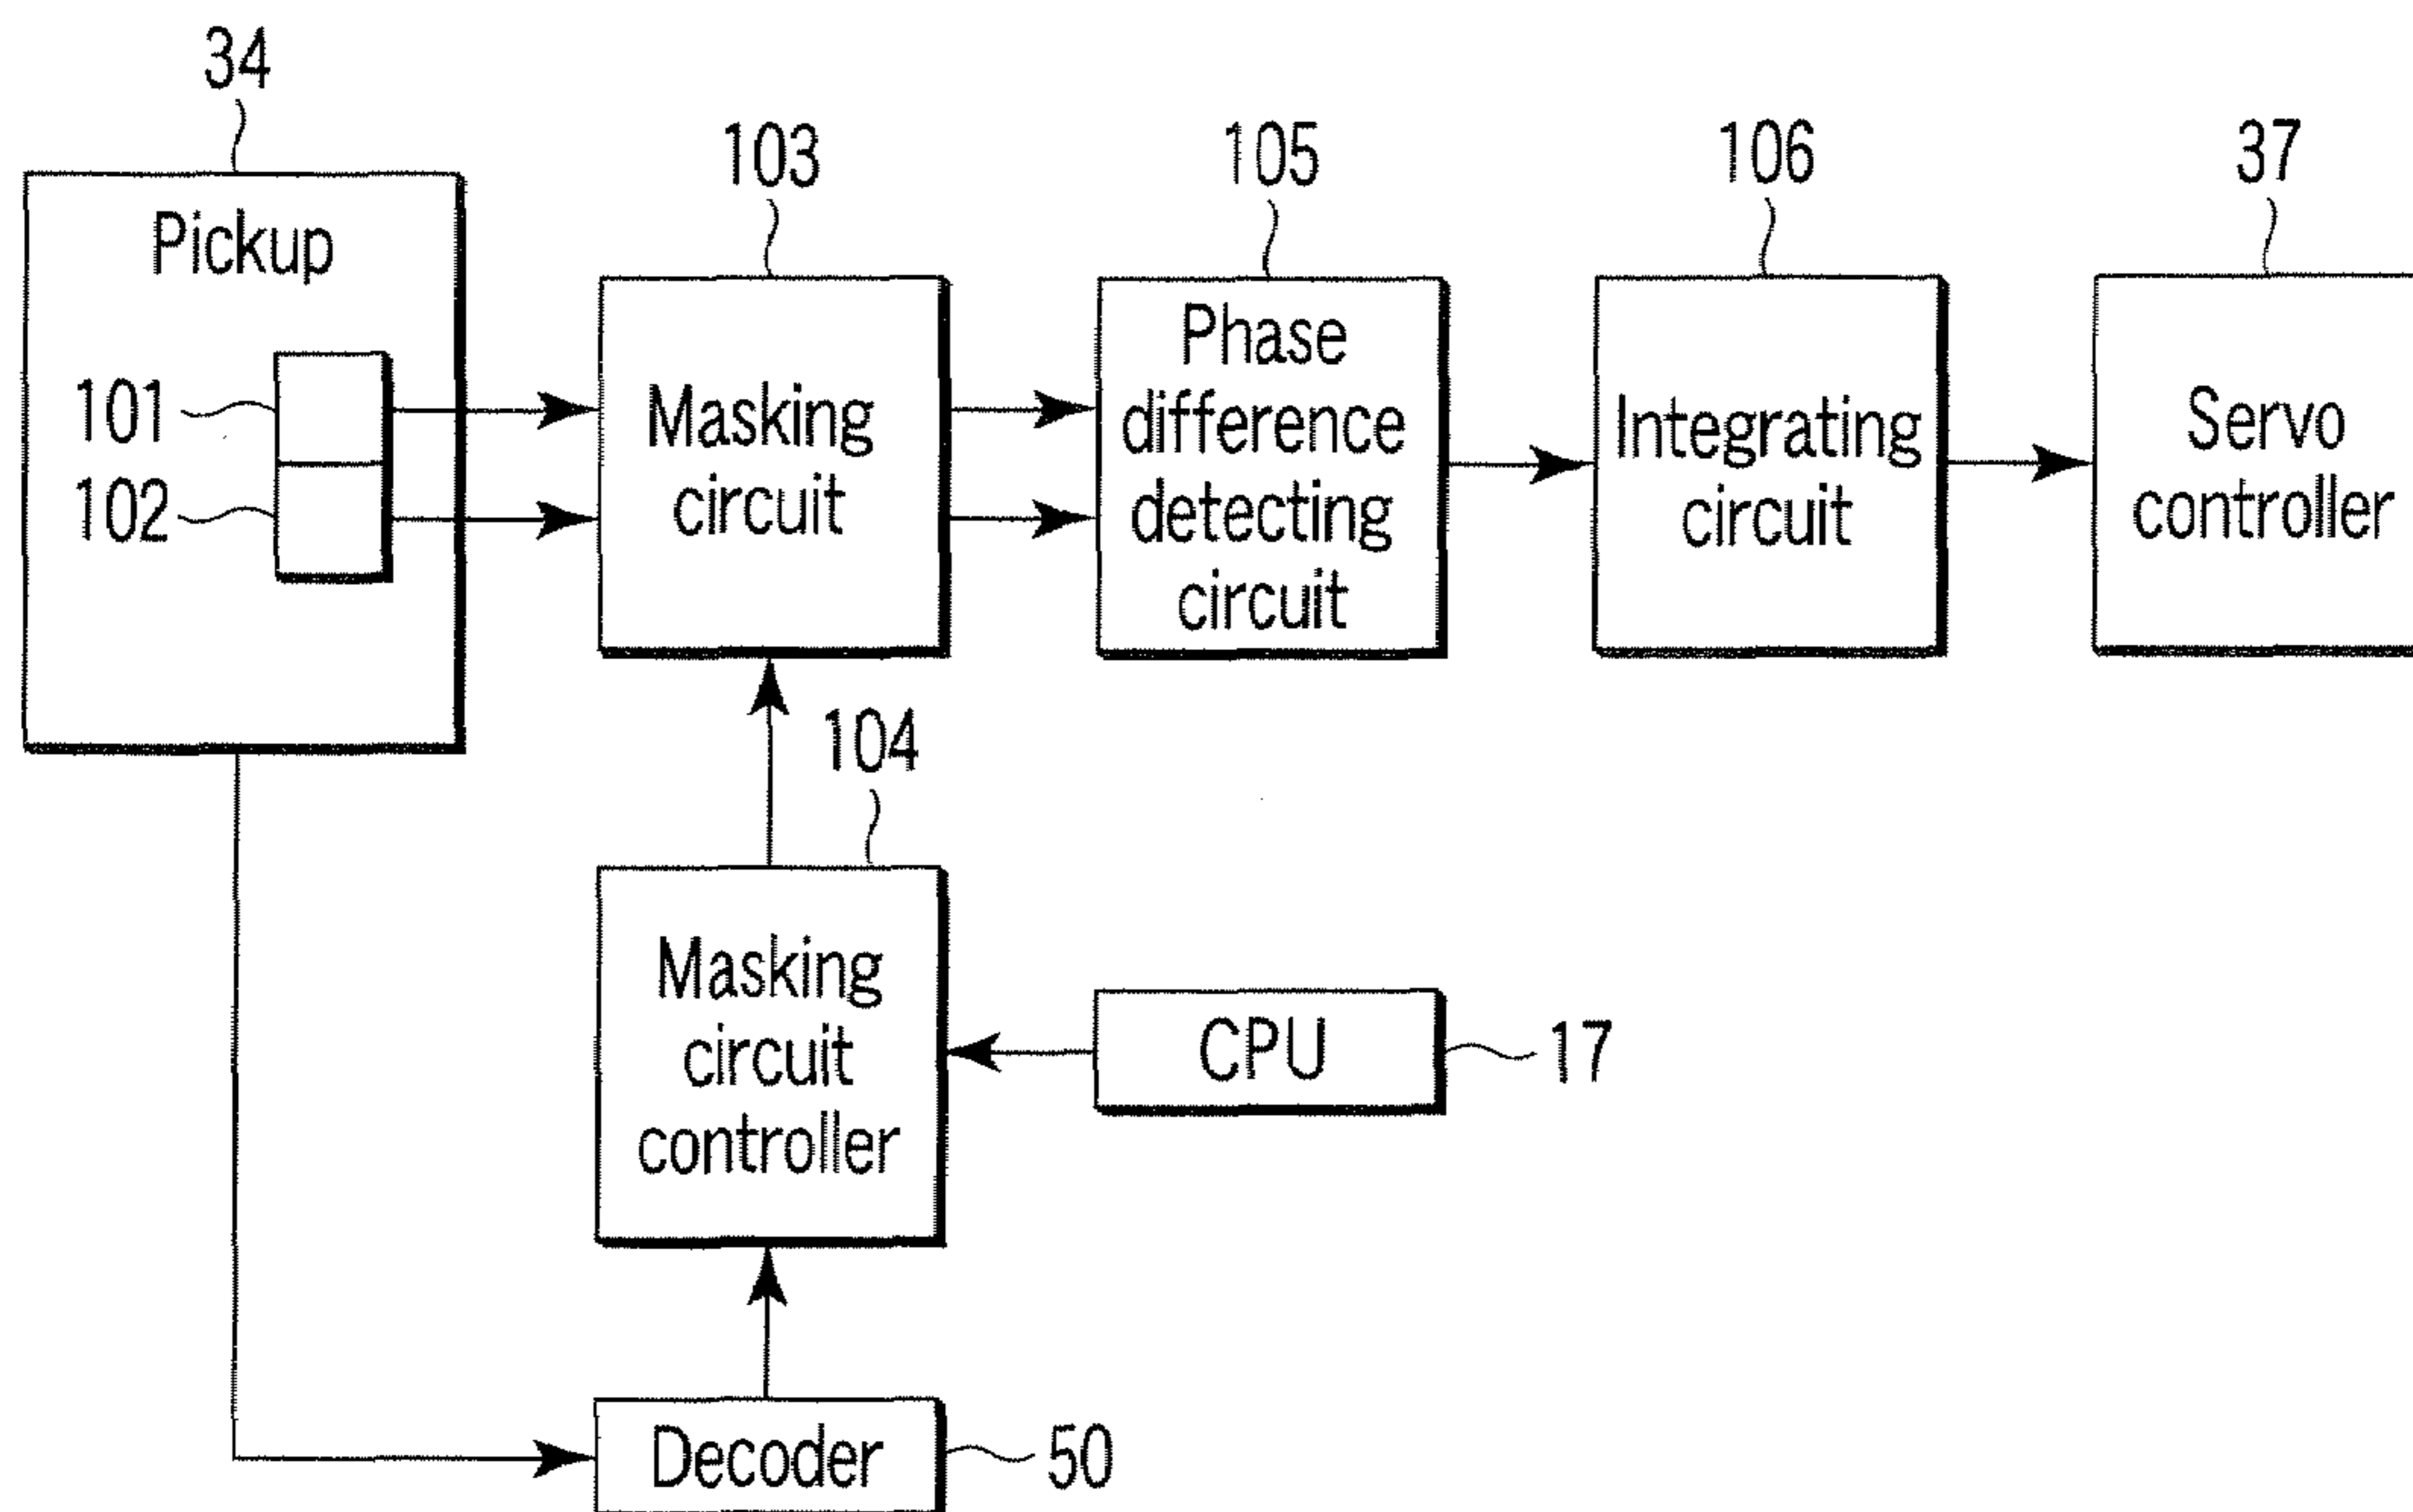 34
Pickup
101
102
103
Masking
circuit
105
Phase
difference
detecting
circuit
106
Integrating
circuit
37
Servo
controller
104
Masking
circuit
controller
CPU
17
Decoder
50